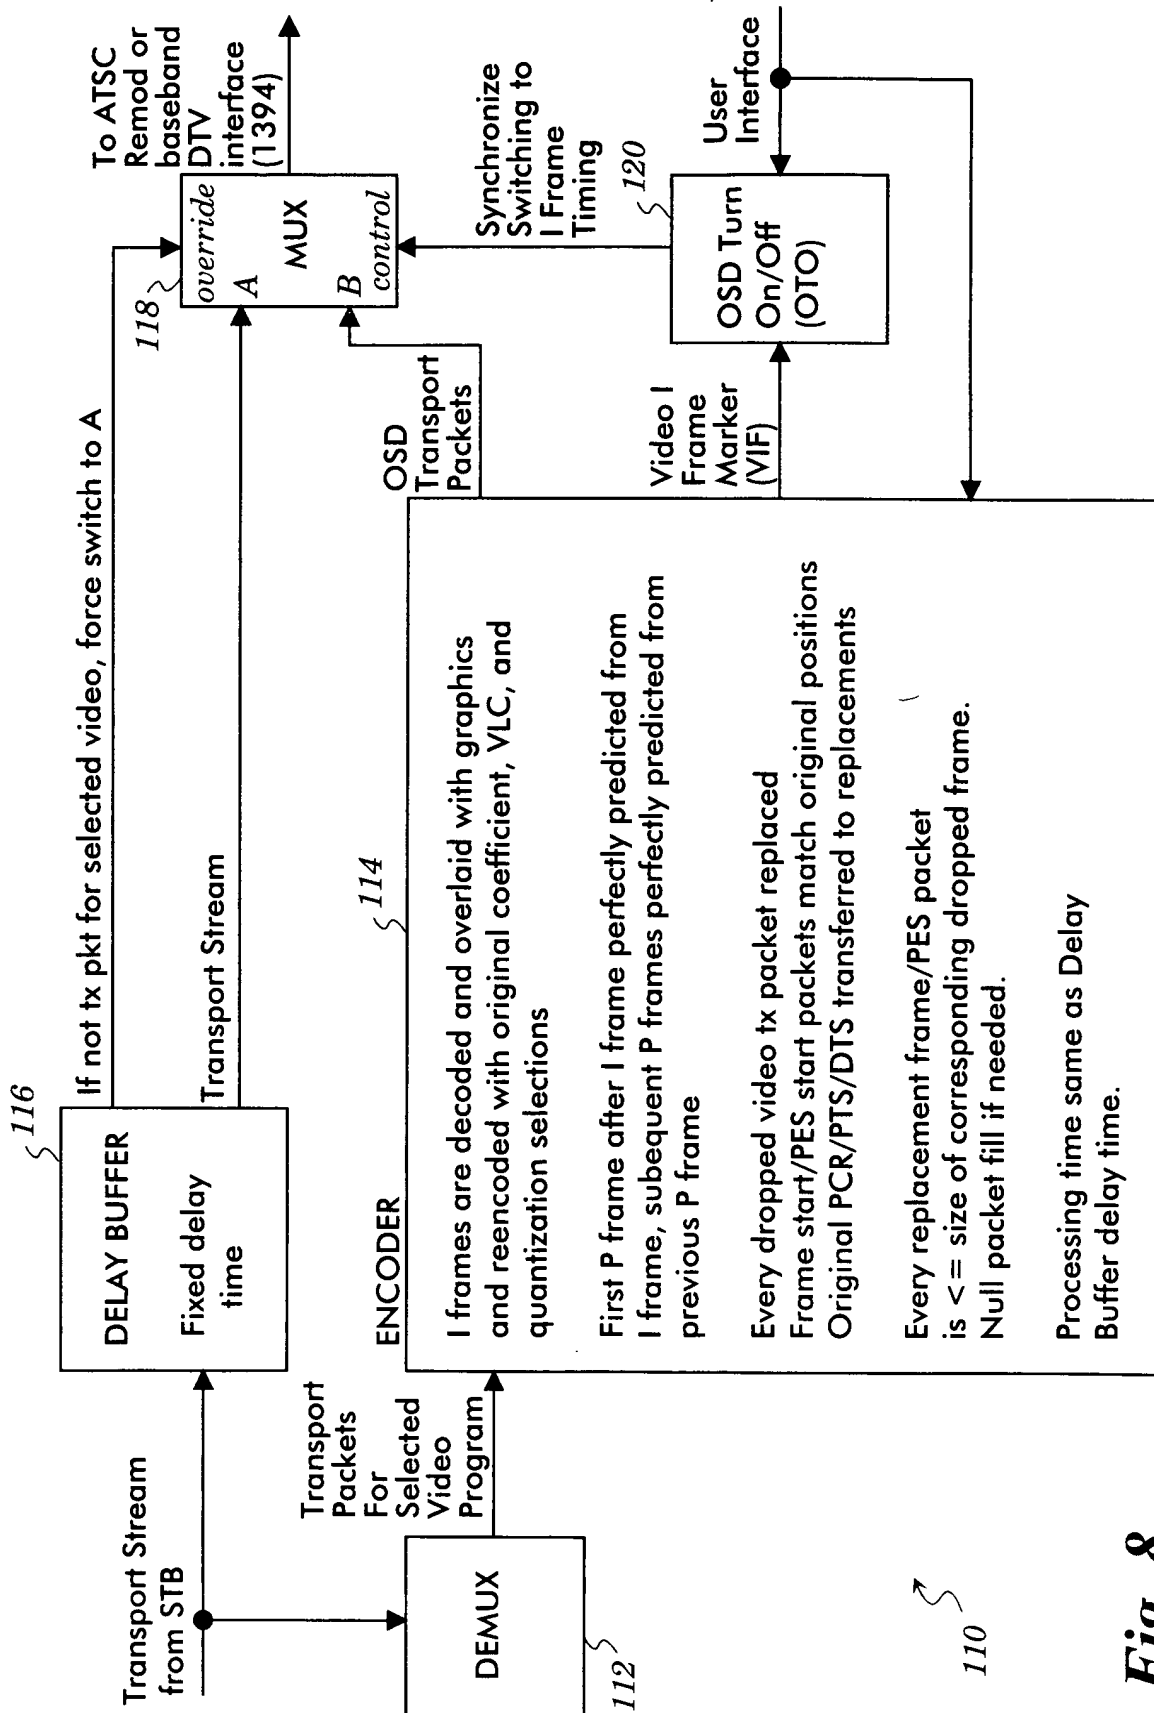 Transport Stream
from STB
DEMUX
112
Transport
Packets
For
Selected
Video
Program
116
DELAY BUFFER
Fixed delay
time
If not tx pkt for selected video, force switch to A
Transport Stream
114
ENCODER
I frames are decoded and overlaid with graphics
and reencoded with original coefficient, VLC, and
quantization selections
First P frame after I frame perfectly predicted from
I frame, subequent P frames perfectly predicted from
previous P frame
Every dropped video tx packet replaced
Frame start/PES start packets match original positions
Original PCR/PTS/DTS transferred to replacements
Every replacement frame/PES packet
is <= size of corresponding dropped frame.
Null packet fill if needed.
Processing time same as Delay
Buffer delay time.
OSD
Transport
Packets
Video I
Frame
Marker
(VIF)
118
override
A
MUX
B
control
To ATSC
Remod or
baseband
DTV
interface
(1394)
Synchronize
Switching to
I Frame
Timing
120
OSD Turn
On/Off
(OTO)
User
Interface
110
Fig. 8